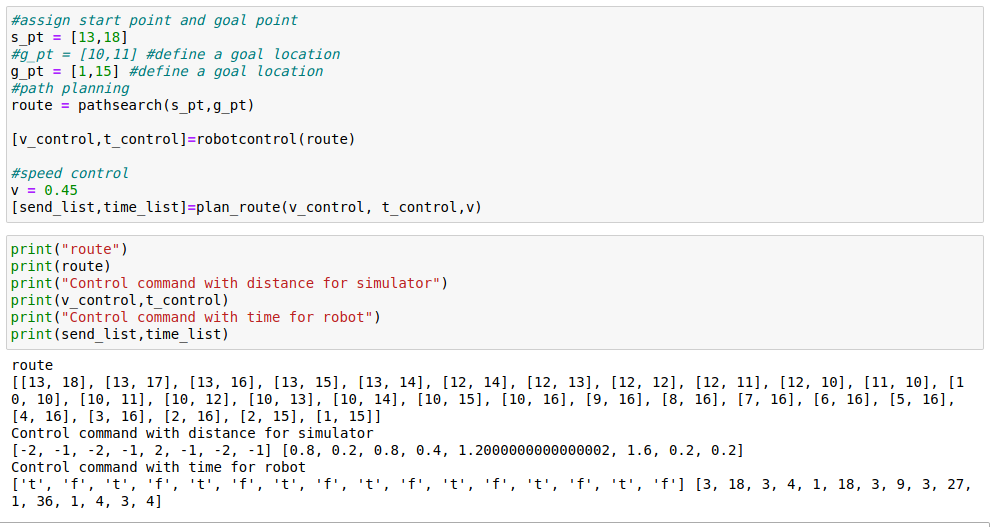 #assign start point and goal point
s_pt = [13,18]
#g_pt = [10,11] #define a goal location
g_pt = [1,15] #define a goal location
#path planning
route = pathsearch(s_pt,g_pt)
[v_control,t_control]=robotcontrol(route)
#speed control
v = 0.45
[send_list,time_list]=plan_route(v_control, t_control,v)
print("route")
print(route)
print("Control command with distance for simulator")
print(v_control,t_control)
print("Control command with time for robot")
print(send_list,time_list)
route
[[13, 18], [13, 17], [13, 16], [13, 15], [13, 14], [12, 14], [12, 13], [12, 12], [12, 11], [12, 10], [11, 10], [1
0, 10], [10, 11], [10, 12], [10, 13], [10, 14], [10, 15], [10, 16], [9, 16], [8, 16], [7, 16], [6, 16], [5, 16],
[4, 16], [3, 16], [2, 16], [2, 15], [1, 15]]
Control command with distance for simulator
[-2, -1, -2, -1, 2, -1, -2, -1] [0.8, 0.2, 0.8, 0.4, 1.2000000000000002, 1.6, 0.2, 0.2]
Control command with time for robot
['t', 'f', 't', 'f', 't', 'f', 't', 'f', 't', 'f', 't', 'f', 't', 'f', 't', 'f'] [3, 18, 3, 4, 1, 18, 3, 9, 3, 27,
1, 36, 1, 4, 3, 4]